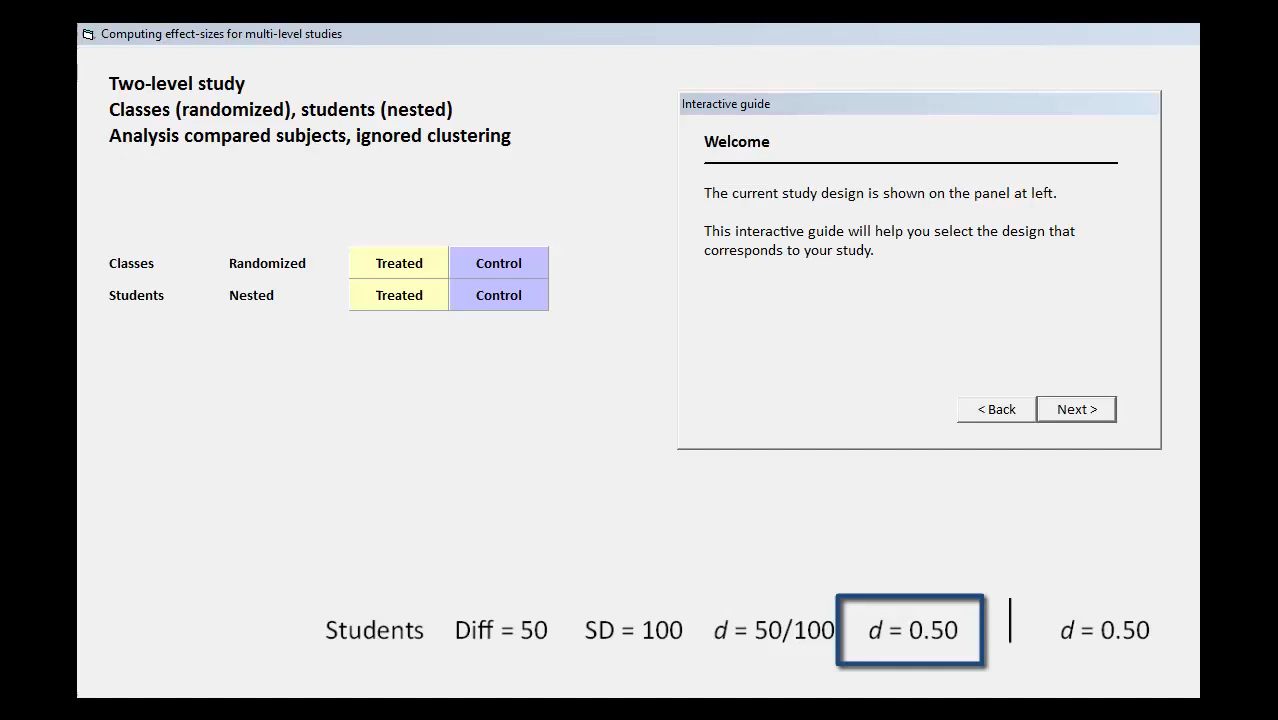 Computing effect-sizes for multi-level studies
Two-level study
Classes (randomized), students (nested)
Analysis compared subjects, ignored clustering
Interactive guide
Welcome
The current study design is shown on the panel at left.
This interactive guide will help you select the design that
corresponds to your study.
< Back Next >
Classes Randomized Treated Control
Students Nested Treated Control
Students Diff = 50 SD = 100 d = 50/100 d = 0.50 d = 0.50